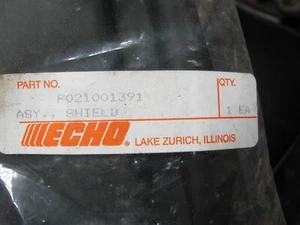 PART NO.
QTY.
P021001391
ASY., SHIELD
1 EA
ECHO® LAKE ZURICH, ILLINOIS